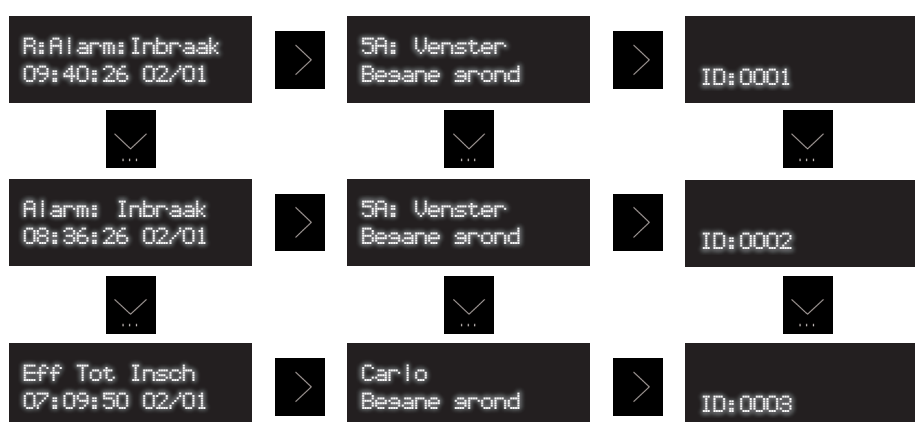 R:Alarm:Inbraak
09:40:26 02/01
5A: Venster
Begane grond
ID:0001
Alarm: Inbraak
08:36:26 02/01
5A: Venster
Begane grond
ID:0002
Eff Tot Insch
07:09:50 02/01
Carlo
Begane grond
ID:0003